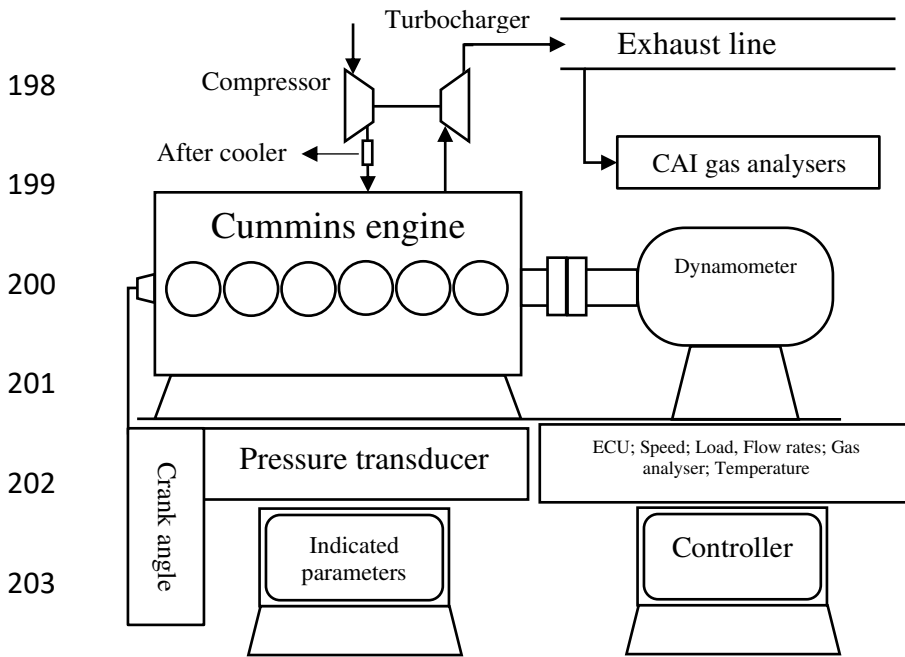 Turbocharger
Exhaust line
198
Compressor
After cooler
CAI gas analysers
199
Cummins engine
Dynamometer
200
201
Crank angle
Pressure transducer
ECU; Speed; Load, Flow rates; Gas
analyser; Temperature
202
Indicated
parameters
Controller
203